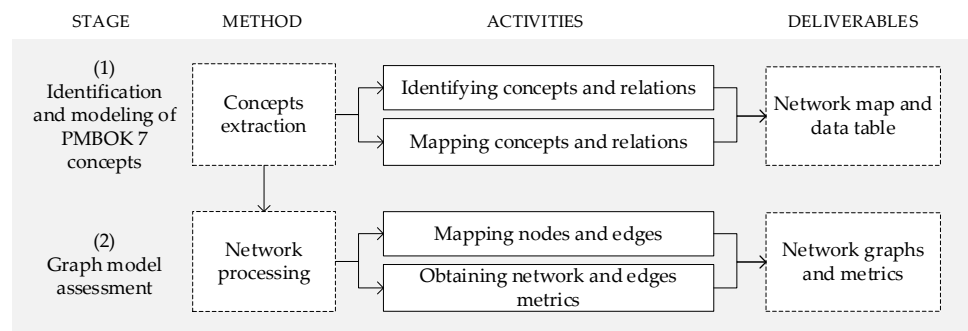 STAGE METHOD ACTIVITIES DELIVERABLES
(1)
Identification
and modeling of
PMBOK 7
concepts
Concepts
extraction
Identifying concepts and relations
Mapping concepts and relations
Network map and
data table
(2)
Graph model
assessment
Network
processing
Mapping nodes and edges
Obtaining network and edges
metrics
Network graphs
and metrics